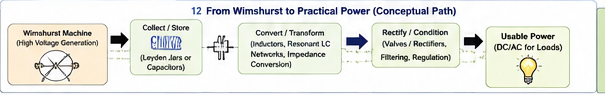 12 From Wimshurst to Practical Power (Conceptual Path)
Wimshurst Machine
(High Voltage Generation)
Collect / Store
(Leyden Jars or
Capacitors)
Convert / Transform
(Inductors, Resonant LC
Networks, Impedance
Conversion)
Rectify / Condition
(Valves / Rectifiers,
Filtering, Regulation)
Usable Power
(DC/AC for Loads)